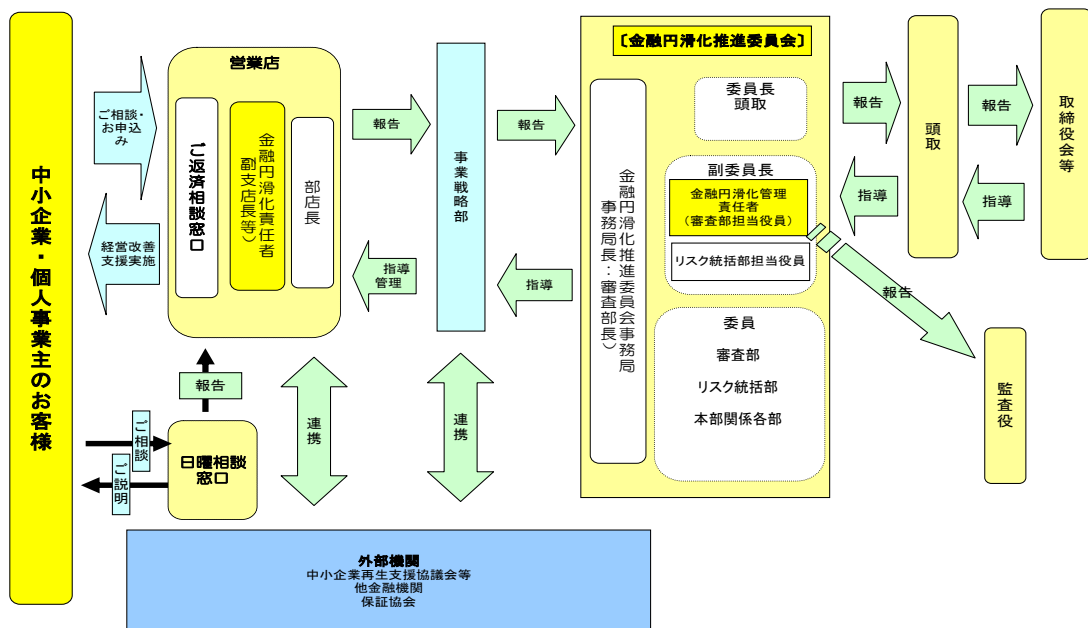 中小企業・個人事業主のお客様
ご相談・
お申込
み
経営改善
支援実施
営業店
ご返済相談窓口
金融円滑化責任者
副支店長等）
部店長
報告
指導
管理
報告
ご相談
ご説明
日曜相談
窓口
連携
事業戦略部
連携
報告
指導
〔金融円滑化推進委員会〕
金融円滑化推進委員会事務局
事務局長：審査部長）
委員長
頭取
副委員長
金融円滑化管理
責任者
（審査部担当役員）
リスク統括部担当役員
委員
審査部
リスク統括部
本部関係各部
報告
指導
頭取
報告
指導
取締役会等
報告
監査役
外部機関
中小企業再生支援協議会等
他金融機関
保証協会